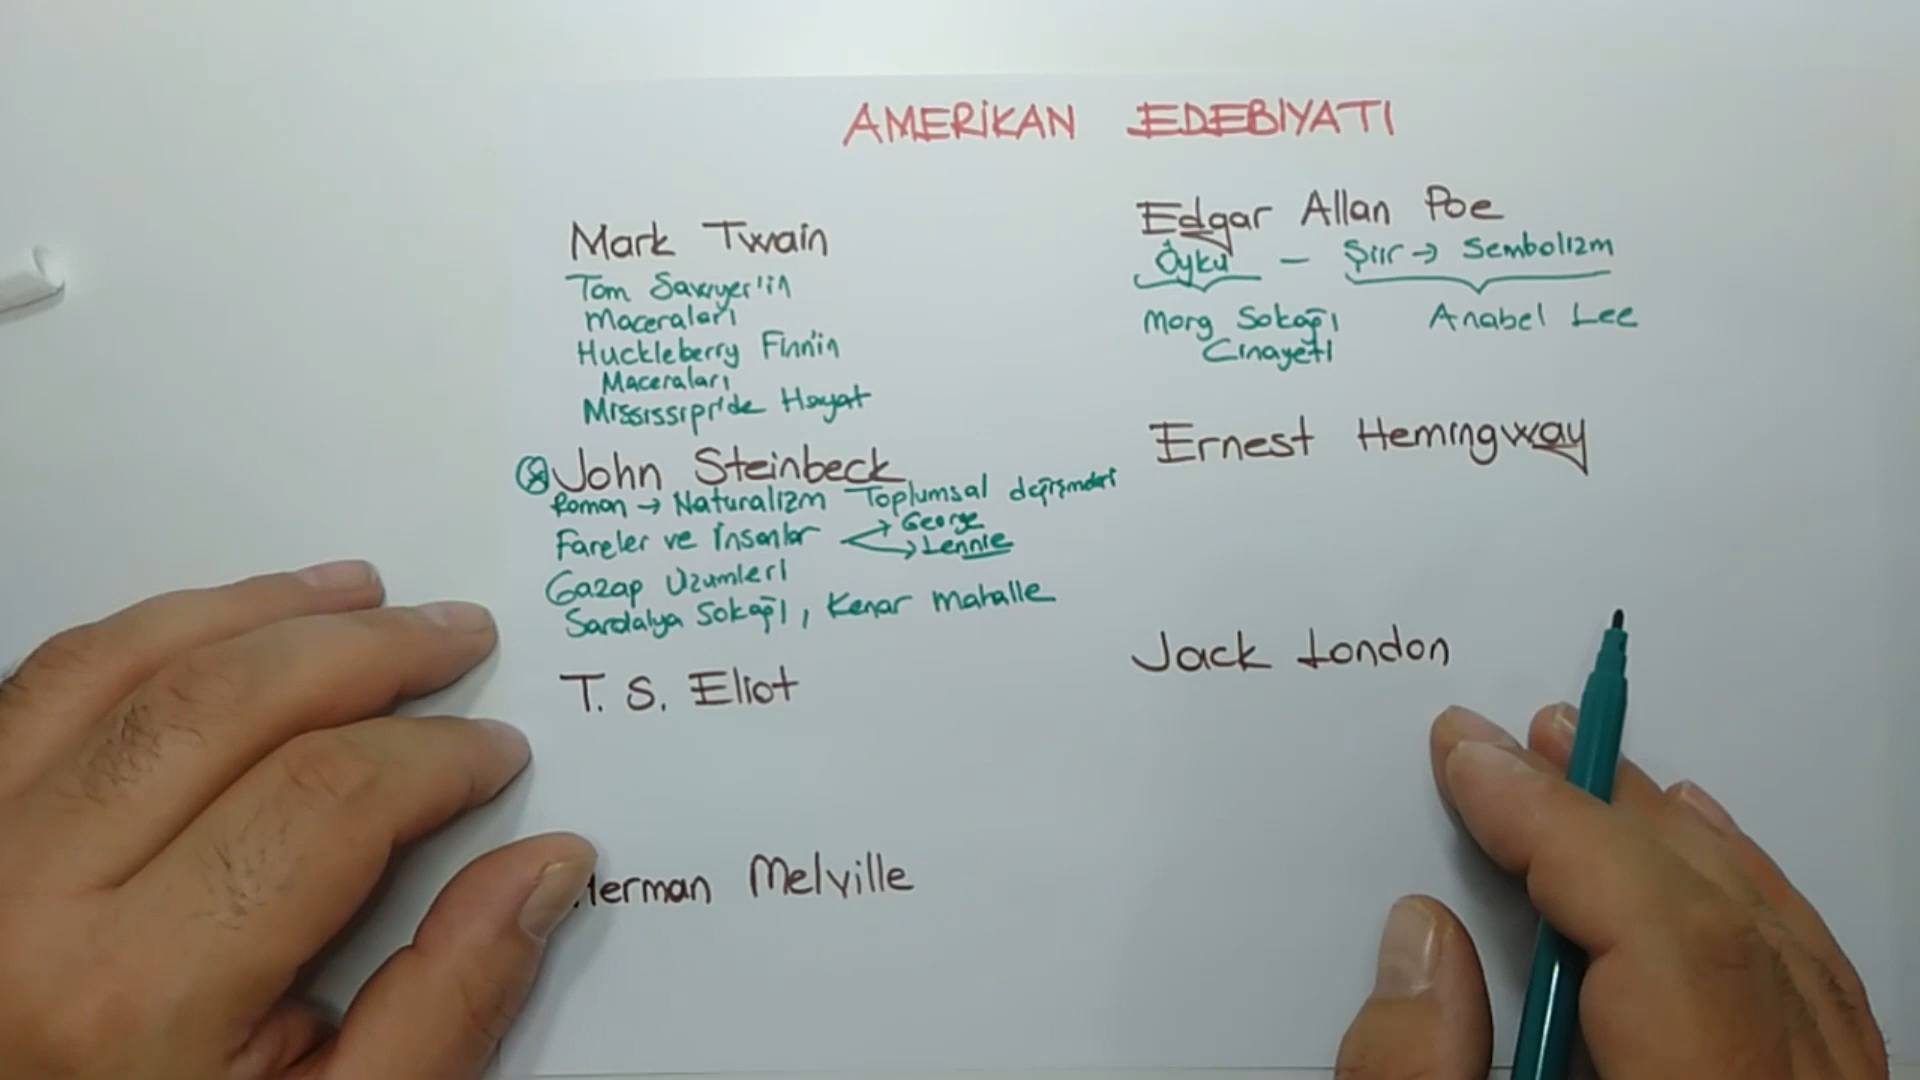 AMERİKAN EDEBİYATI
Mark Twain
Tom Sawyer'in
Maceraları
Huckleberry Finn'in
Maceraları
Mississipi'de Hayat
John Steinbeck
Roman → Naturalizm Toplumsal değişmeleri
Fareler ve İnsanlar → George
→ Lennie
Gazap Üzümleri
Sardalya Sokağı, Kenar Mahalle
T. S. Eliot
Herman Melville
Edgar Allan Poe
Öykü – Şiir → Sembolizm
Morg Sokağı Anabel Lee
Cinayeti
Ernest Hemingway
Jack London